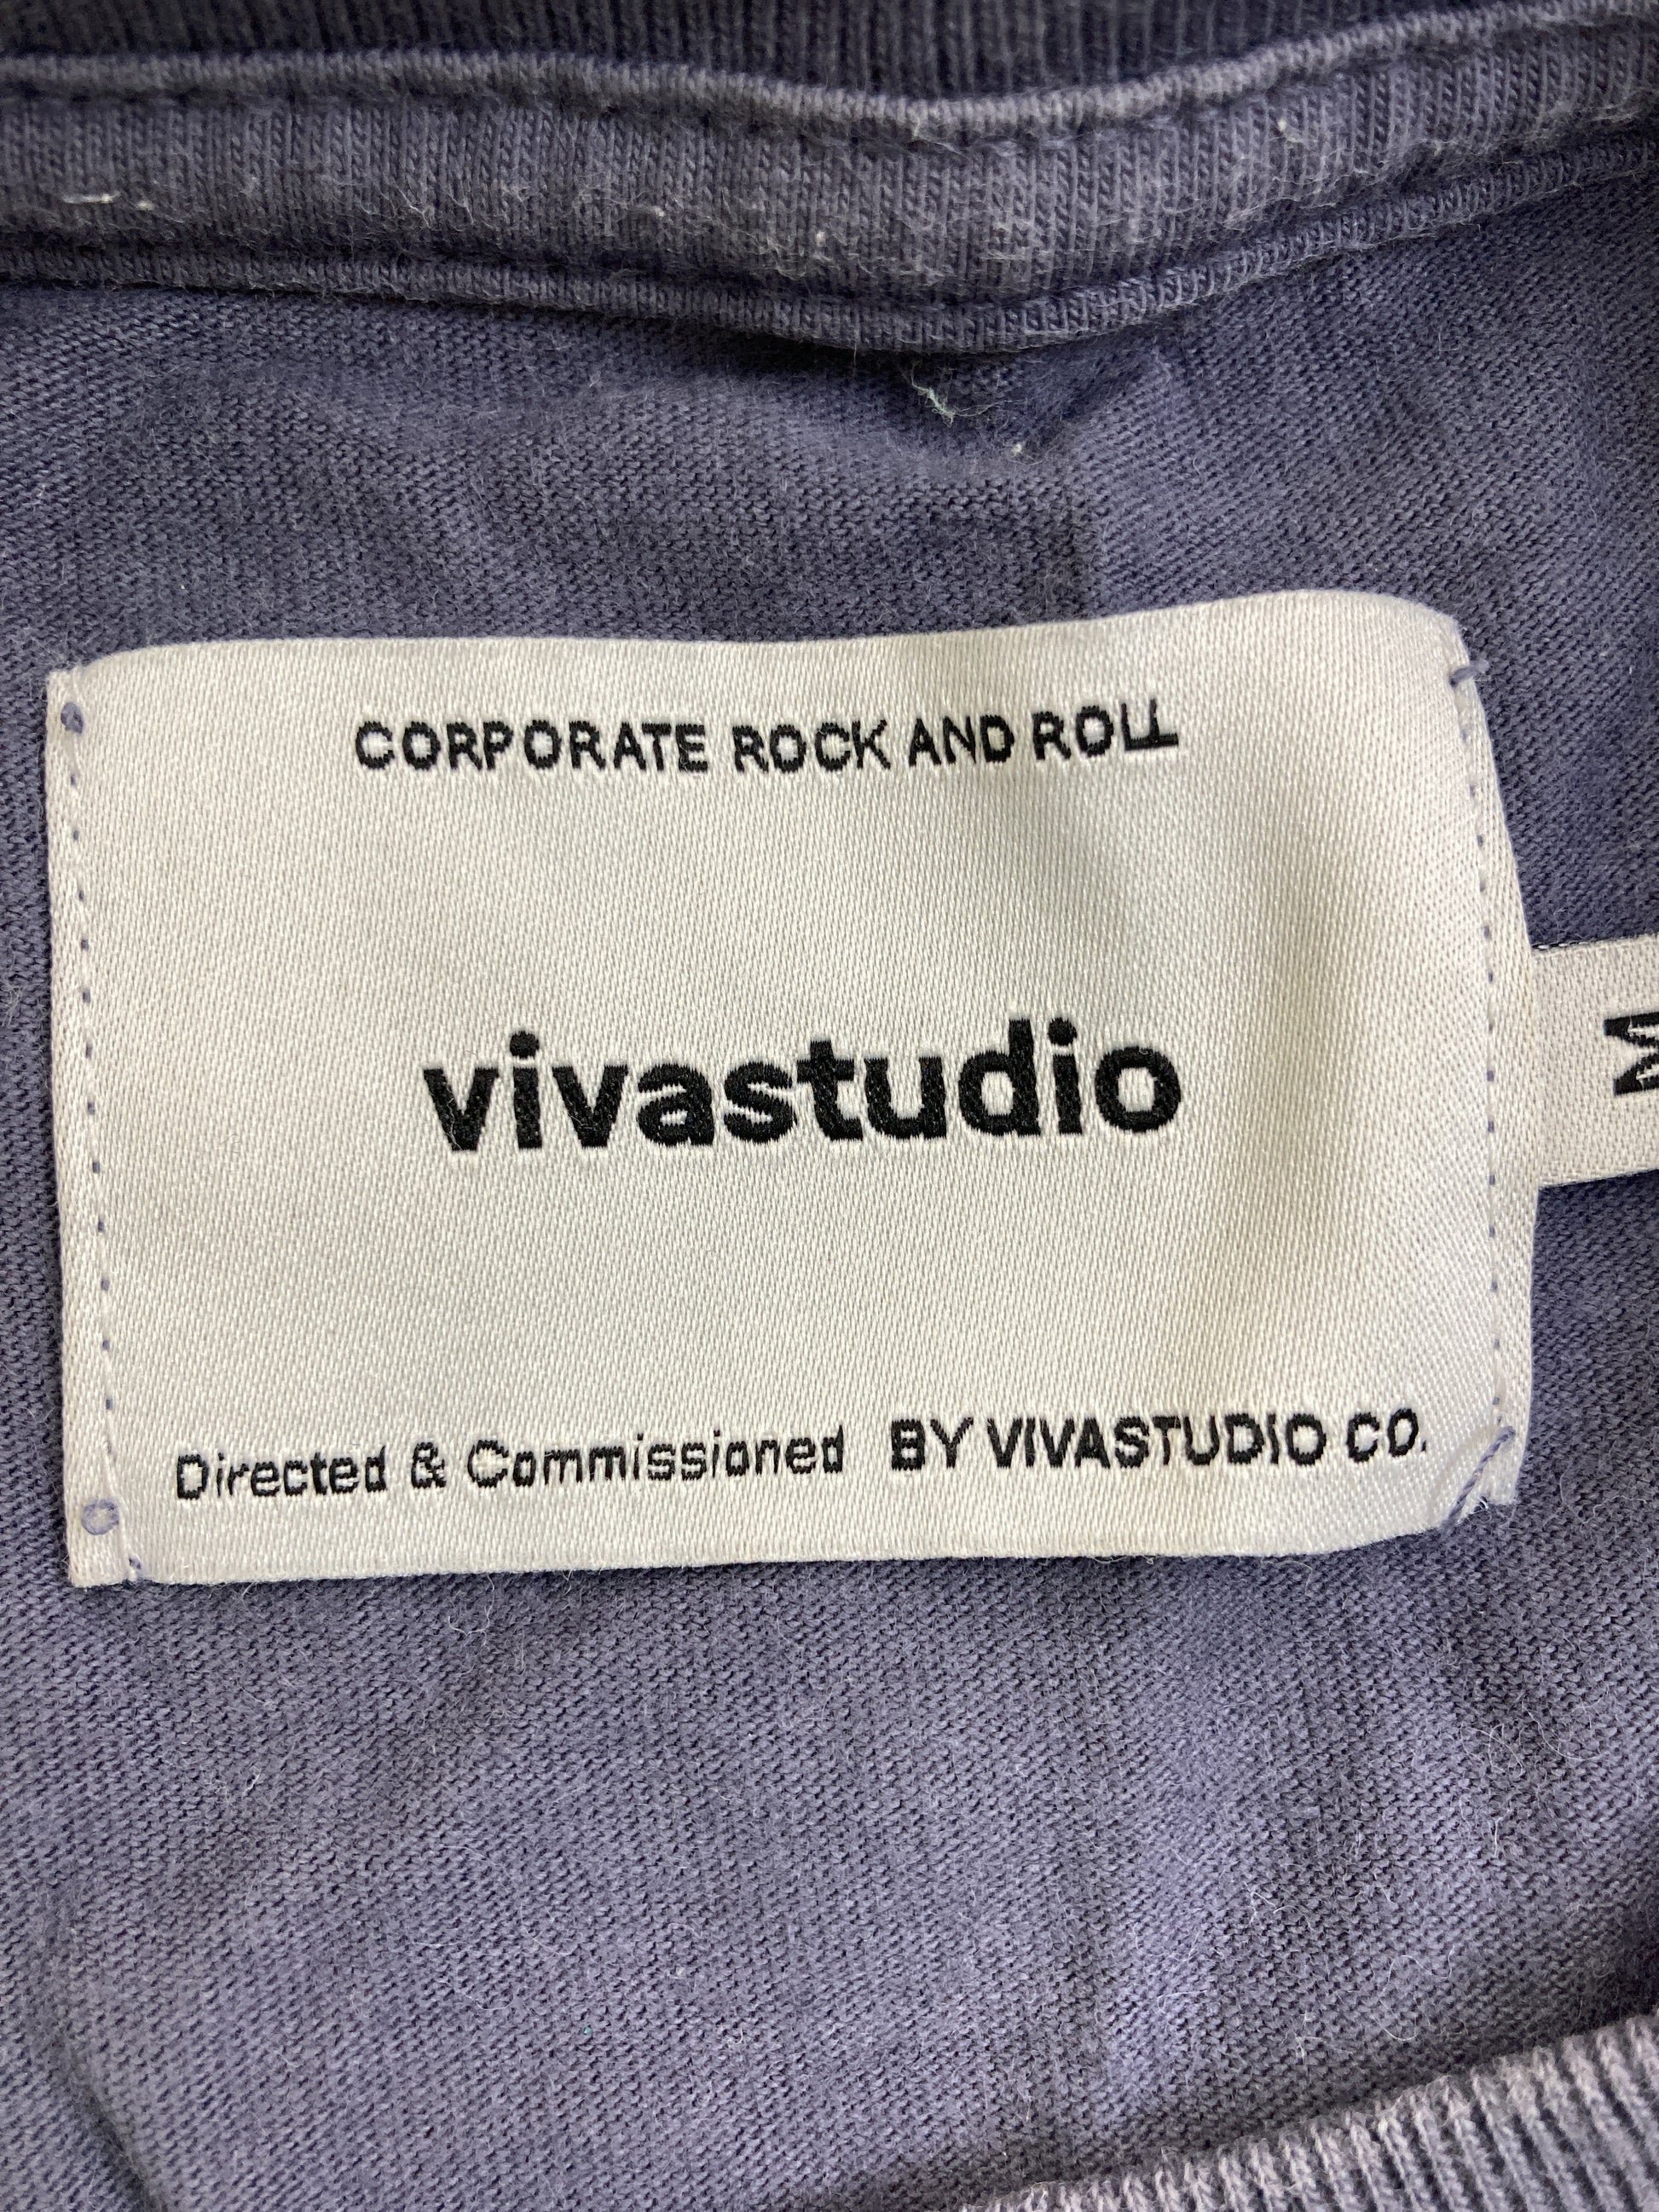 CORPORATE ROCK AND ROLL
vivastudio
M
Directed & Commissioned BY VIVASTUDIO CO.